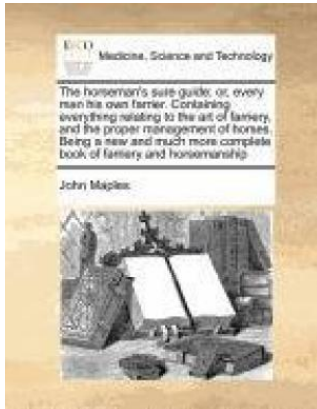 ECCO
Medicine, Science and Technology
The horseman's sure guide; or, every
man his own farrier. Containing
everything relating to the art of farriery,
and the proper management of horses.
Being a new and much more complete
book of farriery and horsemanship
John Maples